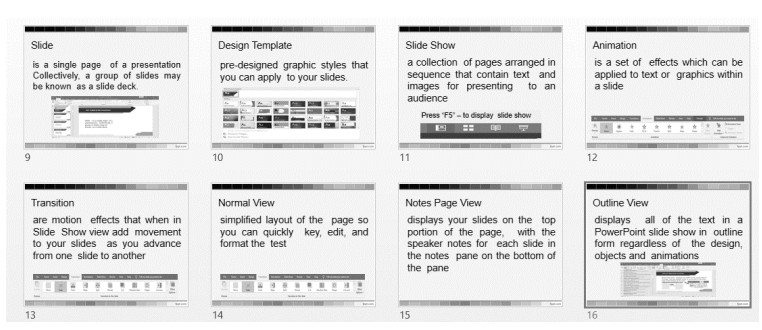 Slide
is a single page of a presentation
Collectively, a group of slides may
be known as a slide deck.
9
Design Template
pre-designed graphic styles that
you can apply to your slides.
10
Slide Show
a collection of pages arranged in
sequence that contain text and
images for presenting to an
audience
Press “F5” – to display slide show
11
Animation
is a set of effects which can be
applied to text or graphics within
a slide
12
Transition
are motion effects that when in
Slide Show view add movement
to your slides as you advance
from one slide to another
13
Normal View
simplified layout of the page so
you can quickly key, edit, and
format the test
14
Notes Page View
displays your slides on the top
portion of the page, with the
speaker notes for each slide in
the notes pane on the bottom of
the pane
15
Outline View
displays all of the text in a
PowerPoint slide show in outline
form regardless of the design,
objects and animations
16